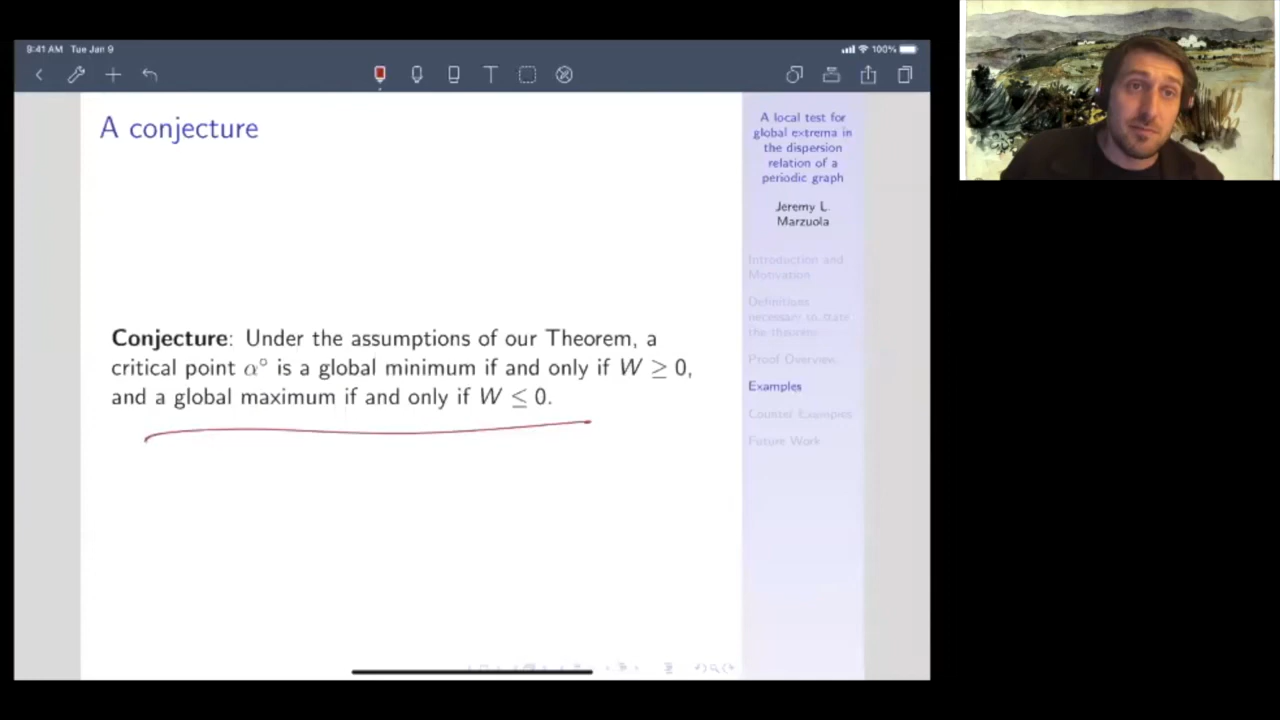 9:41 AM Tue Jan 9
100%
A conjecture
Conjecture: Under the assumptions of our Theorem, a
critical point α° is a global minimum if and only if W ≥ 0,
and a global maximum if and only if W ≤ 0.
A local test for
global extrema in
the dispersion
relation of a
periodic graph
Jeremy L.
Marzuola
Introduction and
Motivation
Definitions
necessary to state
the theorem
Proof Overview
Examples
Counter Examples
Future Work